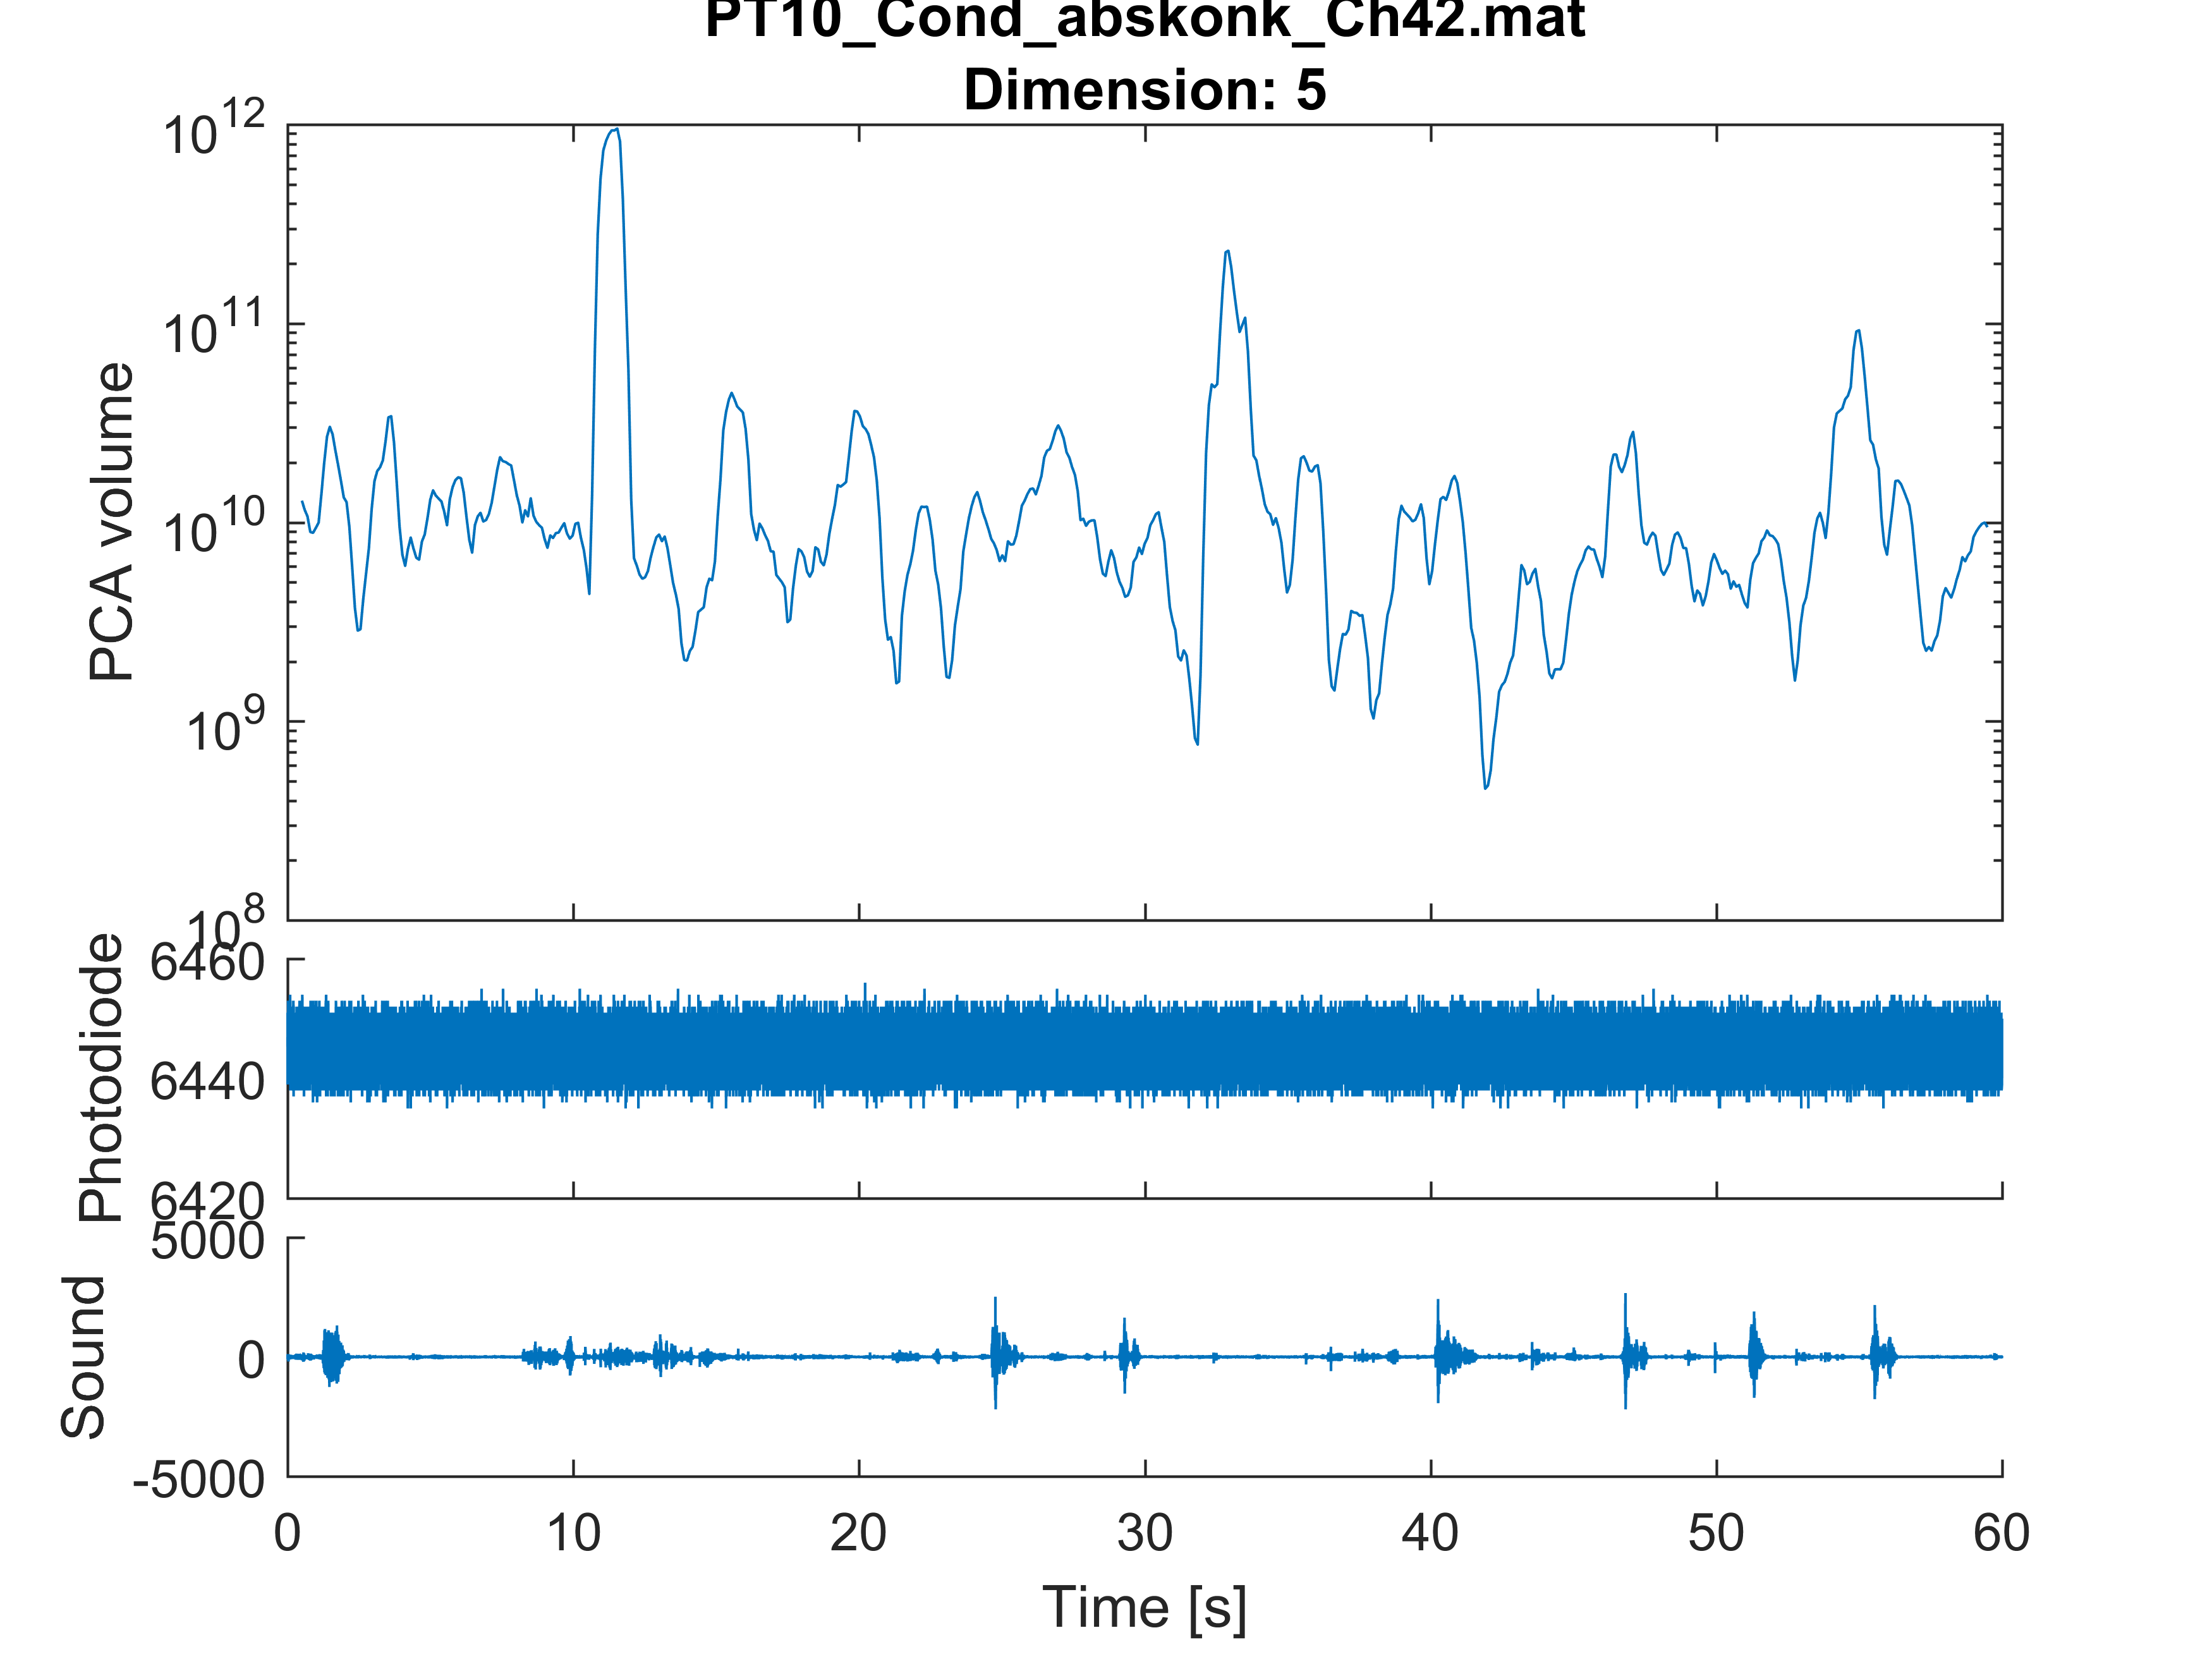 PT10_Cond_abskonk_Ch42.mat
Dimension: 5
PCA volume
10^12
10^11
10^10
10^9
10^8
Photodiode
6460
6440
6420
Sound
5000
0
-5000
0 10 20 30 40 50 60
Time [s]